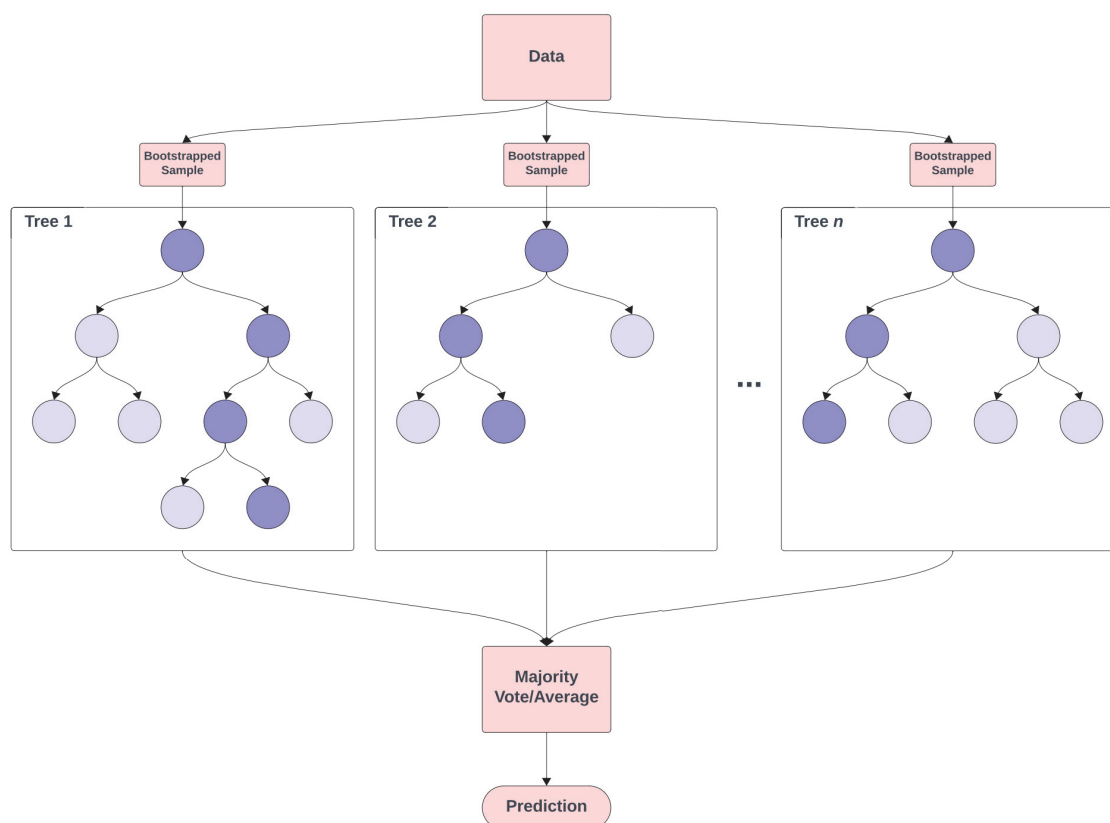 Data
Bootstrapped
Sample
Bootstrapped
Sample
Bootstrapped
Sample
Tree 1
Tree 2
Tree n
...
Majority
Vote/Average
Prediction